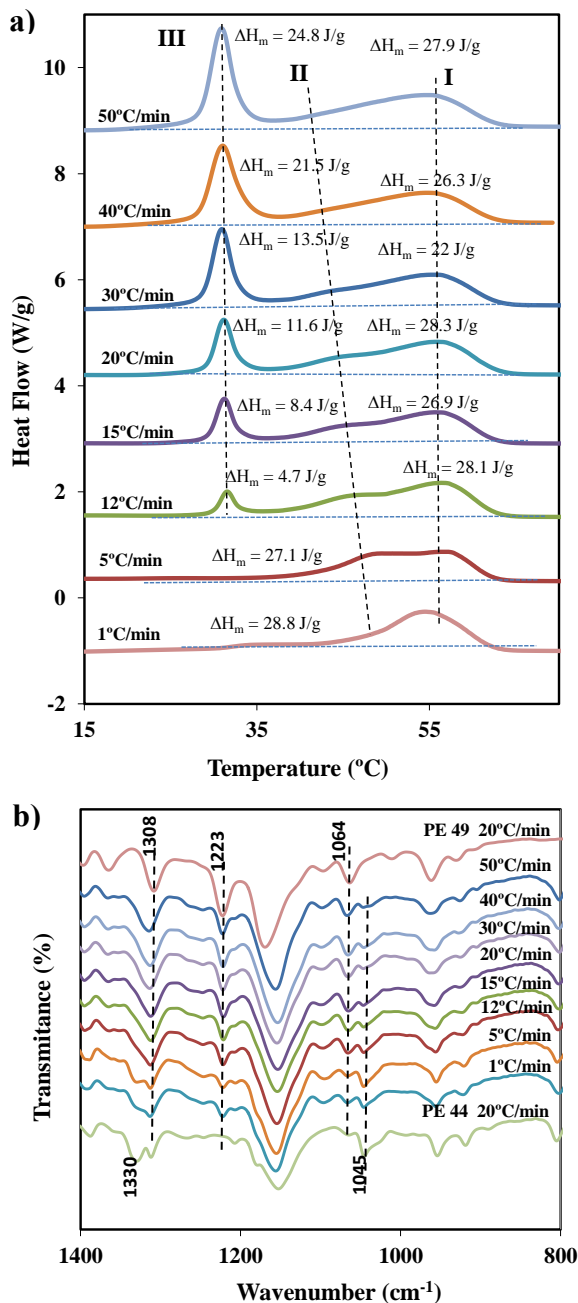 a)
10
8
6
4
2
0
-2
Heat Flow (W/g)
III
ΔHm = 24.8 J/g
ΔHm = 27.9 J/g
II
I
50ºC/min
ΔHm = 21.5 J/g
ΔHm = 26.3 J/g
40ºC/min
ΔHm = 13.5 J/g
ΔHm = 22 J/g
30ºC/min
ΔHm = 11.6 J/g
ΔHm = 28.3 J/g
20ºC/min
ΔHm = 8.4 J/g
ΔHm = 26.9 J/g
15ºC/min
ΔHm = 4.7 J/g
ΔHm = 28.1 J/g
12ºC/min
ΔHm = 27.1 J/g
5ºC/min
ΔHm = 28.8 J/g
1ºC/min
15
35
55
Temperature (ºC)
b)
Transmitance (%)
1308
1223
1064
PE 49 20ºC/min
50ºC/min
40ºC/min
30ºC/min
20ºC/min
15ºC/min
12ºC/min
5ºC/min
1ºC/min
PE 44 20ºC/min
1330
1045
1400
1200
1000
800
Wavenumber (cm-1)